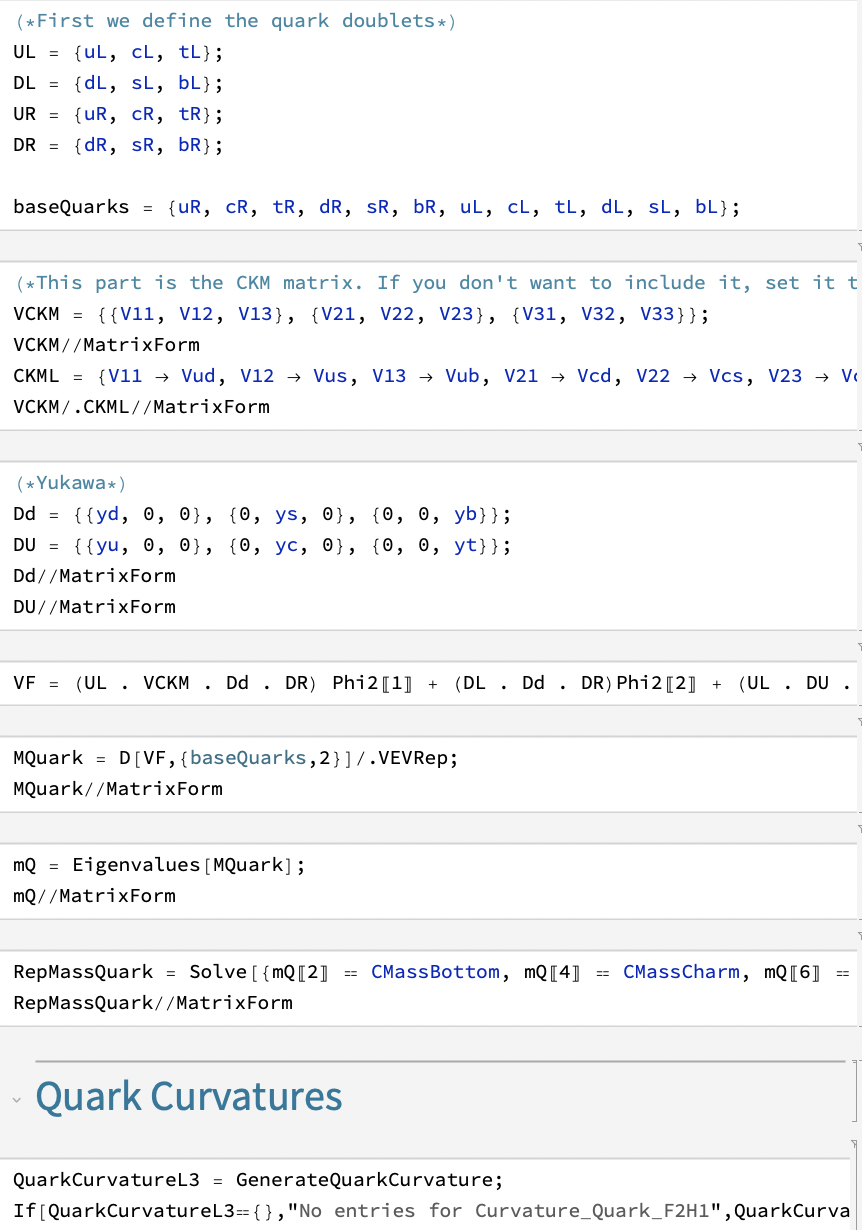 (*First we define the quark doublets*)
UL = {uL, cL, tL};
DL = {dL, sL, bL};
UR = {uR, cR, tR};
DR = {dR, sR, bR};
baseQuarks = {uR, cR, tR, dR, sR, bR, uL, cL, tL, dL, sL, bL};
(*This part is the CKM matrix. If you don't want to include it, set it t
VCKM = {{V11, V12, V13}, {V21, V22, V23}, {V31, V32, V33}};
VCKM//MatrixForm
CKML = {V11 → Vud, V12 → Vus, V13 → Vub, V21 → Vcd, V22 → Vcs, V23 → Vc
VCKM/.CKML//MatrixForm
(*Yukawa*)
Dd = {{yd, 0, 0}, {0, ys, 0}, {0, 0, yb}};
DU = {{yu, 0, 0}, {0, yc, 0}, {0, 0, yt}};
Dd//MatrixForm
DU//MatrixForm
VF = (UL . VCKM . Dd . DR) Phi2⟦1⟧ + (DL . Dd . DR)Phi2⟦2⟧ + (UL . DU .
MQuark = D[VF,{baseQuarks,2}]/.VEVRep;
MQuark//MatrixForm
mQ = Eigenvalues[MQuark];
mQ//MatrixForm
RepMassQuark = Solve[{mQ⟦2⟧ == CMassBottom, mQ⟦4⟧ == CMassCharm, mQ⟦6⟧ ==
RepMassQuark//MatrixForm
Quark Curvatures
QuarkCurvatureL3 = GenerateQuarkCurvature;
If[QuarkCurvatureL3=={},"No entries for Curvature_Quark_F2H1",QuarkCurva